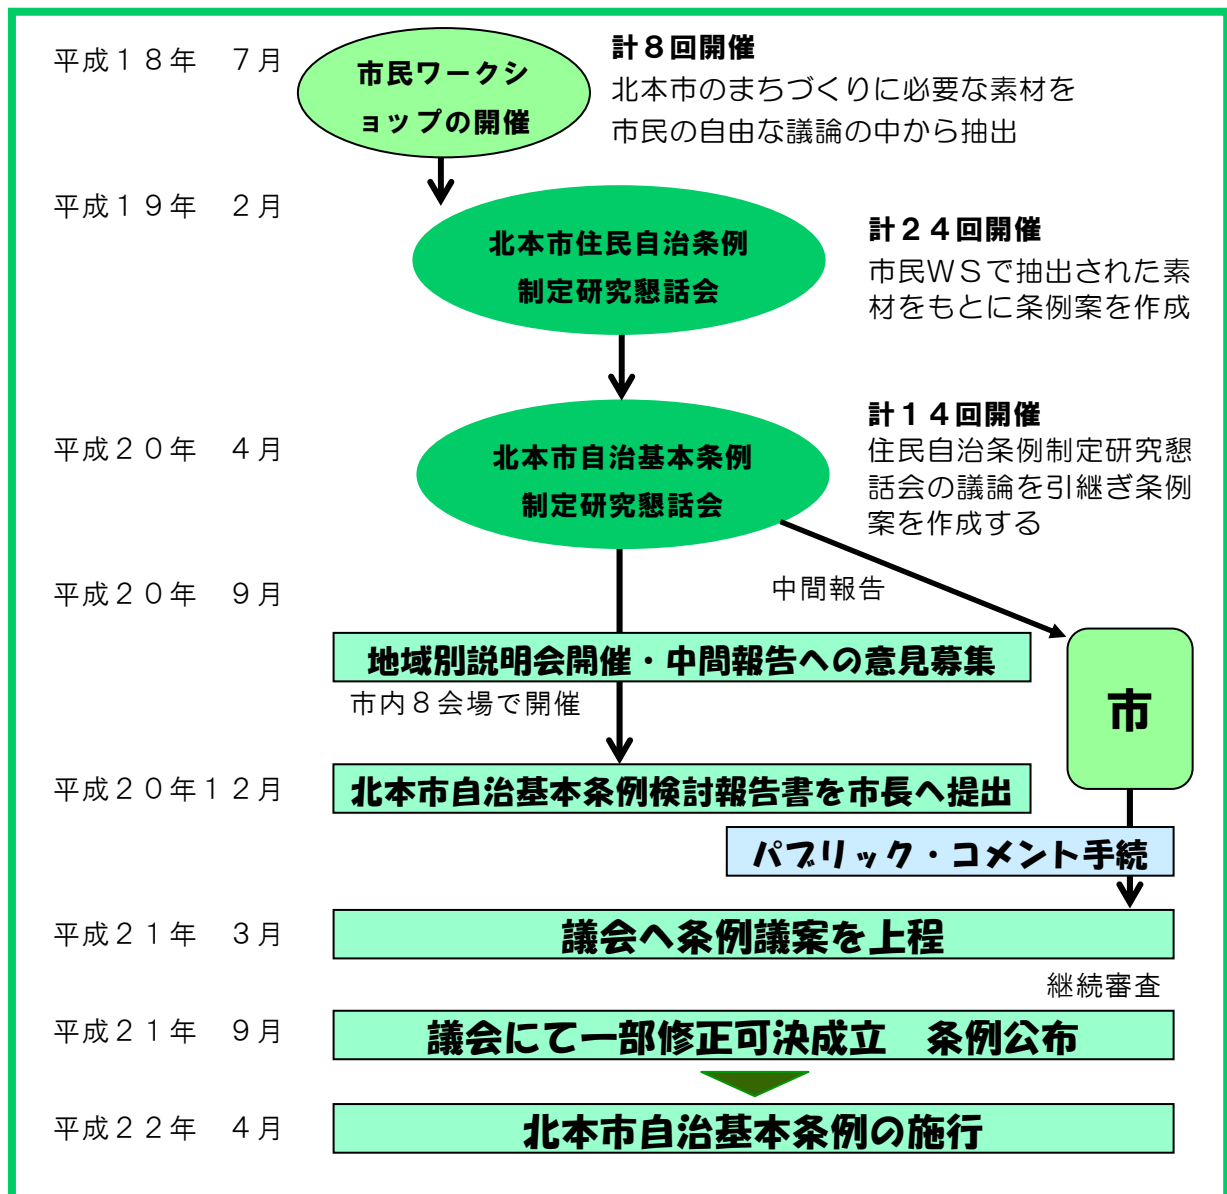 平成１８年　７月
市民ワークシ
ョップの開催
計８回開催
北本市のまちづくりに必要な素材を
市民の自由な議論の中から抽出
平成１９年　２月
北本市住民自治条例
制定研究懇話会
計２４回開催
市民ＷＳで抽出された素
材をもとに条例案を作成
平成２０年　４月
北本市自治基本条例
制定研究懇話会
計１４回開催
住民自治条例制定研究懇
話会の議論を引継ぎ条例
案を作成する
平成２０年　９月
中間報告
地域別説明会開催・中間報告への意見募集
市内８会場で開催
市
平成２０年１２月
北本市自治基本条例検討報告書を市長へ提出
パブリック・コメント手続
平成２１年　３月
議会へ条例議案を上程
継続審査
平成２１年　９月
議会にて一部修正可決成立　条例公布
平成２２年　４月
北本市自治基本条例の施行